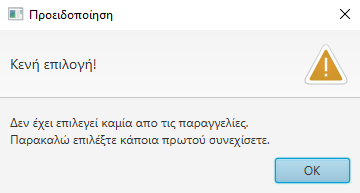 Προειδοποίηση
Κενή επιλογή!
Δεν έχει επιλεγεί καμία απο τις παραγγελίες.
Παρακαλώ επιλέξτε κάποια πρωτού συνεχίσετε.
OK